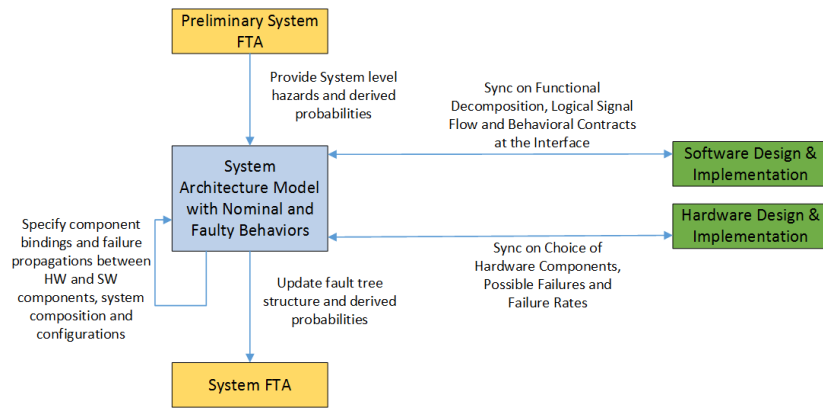 Preliminary System
FTA
Provide System level
hazards and derived
probabilities
Sync on Functional
Decomposition, Logical Signal
Flow and Behavioral Contracts
at the Interface
System
Architecture Model
with Nominal and
Faulty Behaviors
Software Design &
Implementation
Hardware Design &
Implementation
Specify component
bindings and failure
propagations between
HW and SW
components, system
composition and
configurations
Sync on Choice of
Hardware Components,
Possible Failures and
Failure Rates
Update fault tree
structure and derived
probabilities
System FTA